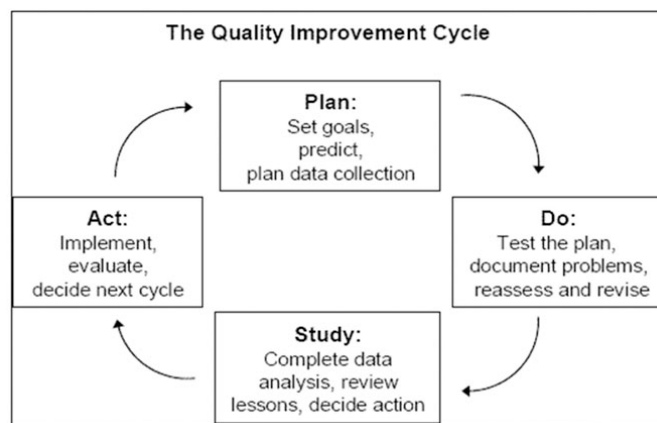 The Quality Improvement Cycle
Plan:
Set goals,
predict,
plan data collection
Do:
Test the plan,
document problems,
reassess and revise
Study:
Complete data
analysis, review
lessons, decide action
Act:
Implement,
evaluate,
decide next cycle